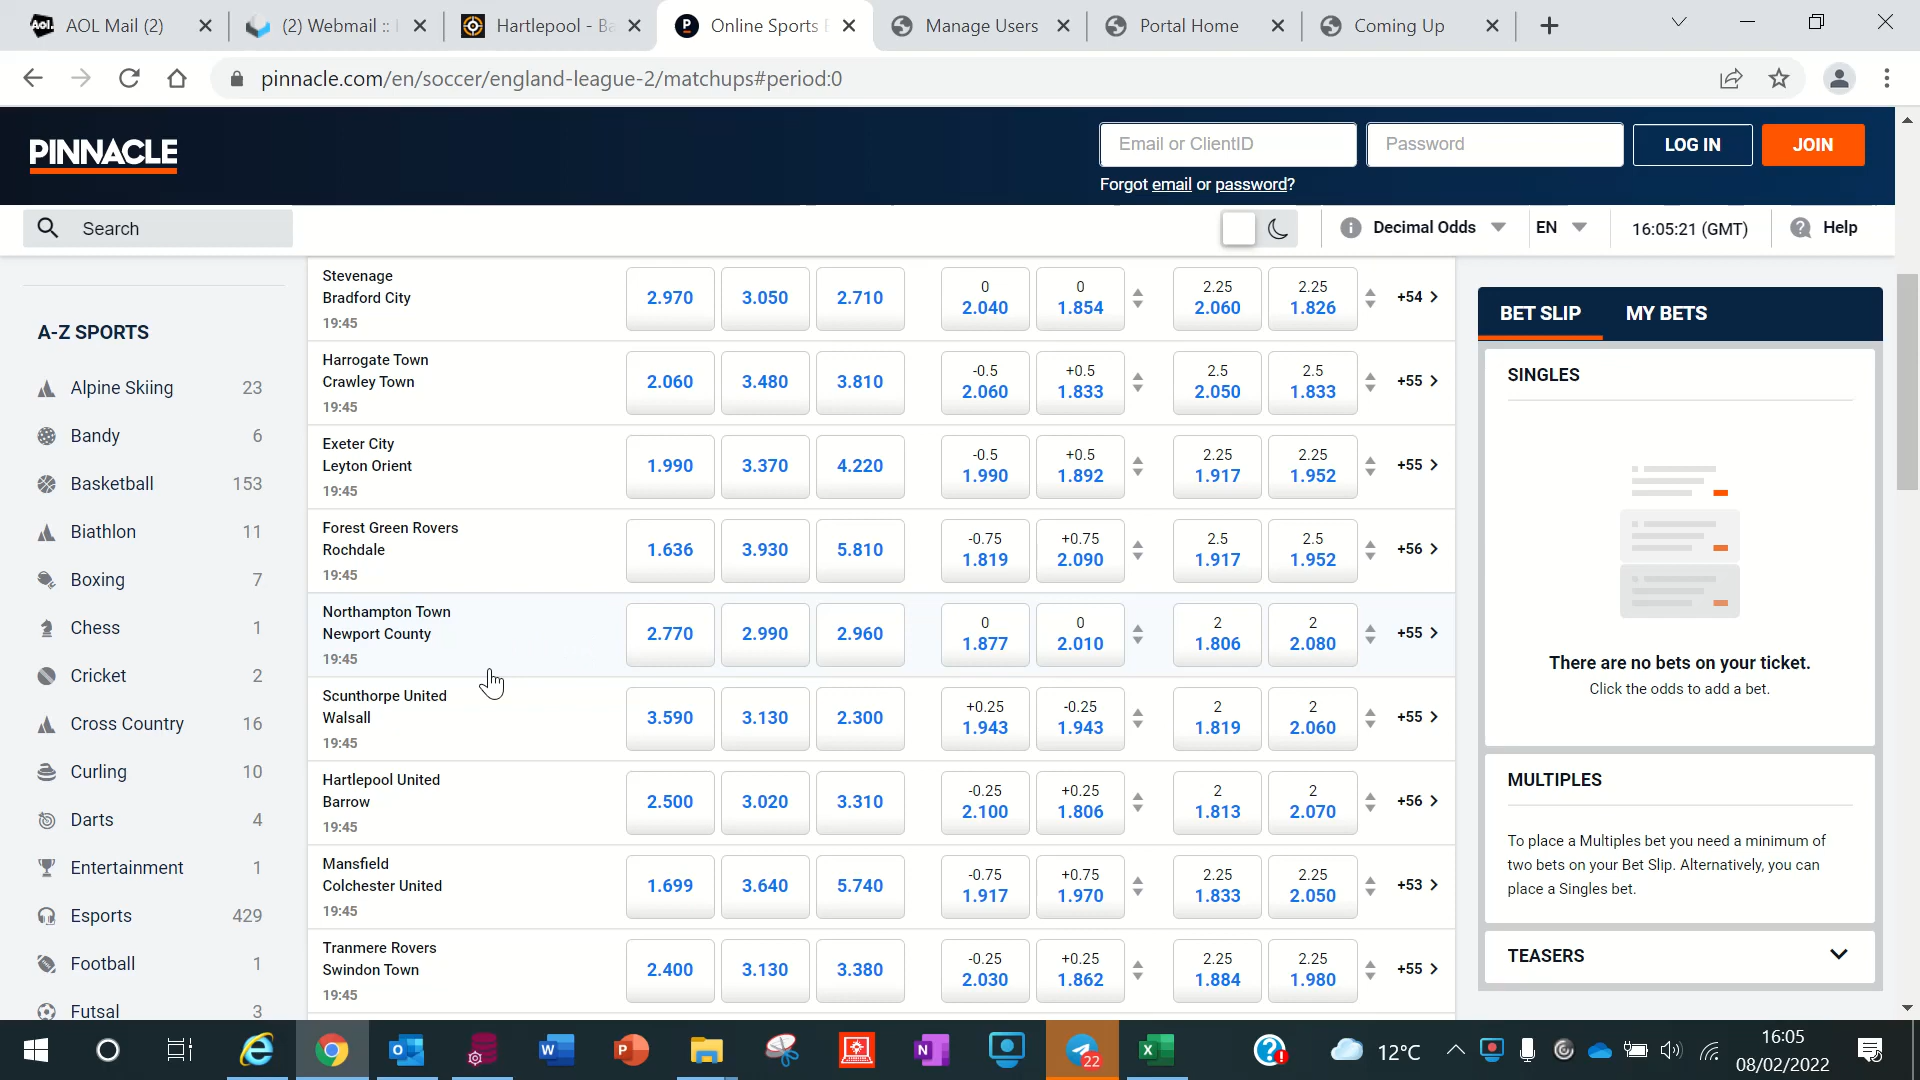 AOL Mail (2)
(2) Webmail ::
Hartlepool - Ba
Online Sports B
Manage Users
Portal Home
Coming Up
pinnacle.com/en/soccer/england-league-2/matchups#period:0
PINNACLE
Email or ClientID
Password
LOG IN
JOIN
Forgot email or password?
Search
Decimal Odds
EN
16:05:21 (GMT)
Help
A-Z SPORTS
Alpine Skiing 23
Bandy 6
Basketball 153
Biathlon 11
Boxing 7
Chess 1
Cricket 2
Cross Country 16
Curling 10
Darts 4
Entertainment 1
Esports 429
Football 1
Futsal 3
Stevenage
Bradford City
19:45
2.970 3.050 2.710
0 0 2.25 2.25
2.040 1.854 2.060 1.826
+54
Harrogate Town
Crawley Town
19:45
2.060 3.480 3.810
-0.5 +0.5 2.5 2.5
2.060 1.833 2.050 1.833
+55
Exeter City
Leyton Orient
19:45
1.990 3.370 4.220
-0.5 +0.5 2.25 2.25
1.990 1.892 1.917 1.952
+55
Forest Green Rovers
Rochdale
19:45
1.636 3.930 5.810
-0.75 +0.75 2.5 2.5
1.819 2.090 1.917 1.952
+56
Northampton Town
Newport County
19:45
2.770 2.990 2.960
0 0 2 2
1.877 2.010 1.806 2.080
+55
Scunthorpe United
Walsall
19:45
3.590 3.130 2.300
+0.25 -0.25 2 2
1.943 1.943 1.819 2.060
+55
Hartlepool United
Barrow
19:45
2.500 3.020 3.310
-0.25 +0.25 2 2
2.100 1.806 1.813 2.070
+56
Mansfield
Colchester United
19:45
1.699 3.640 5.740
-0.75 +0.75 2.25 2.25
1.917 1.970 1.833 2.050
+53
Tranmere Rovers
Swindon Town
19:45
2.400 3.130 3.380
-0.25 +0.25 2.25 2.25
2.030 1.862 1.884 1.980
+55
BET SLIP
MY BETS
SINGLES
There are no bets on your ticket.
Click the odds to add a bet.
MULTIPLES
To place a Multiples bet you need a minimum of
two bets on your Bet Slip. Alternatively, you can
place a Singles bet.
TEASERS
22
12°C
16:05
08/02/2022